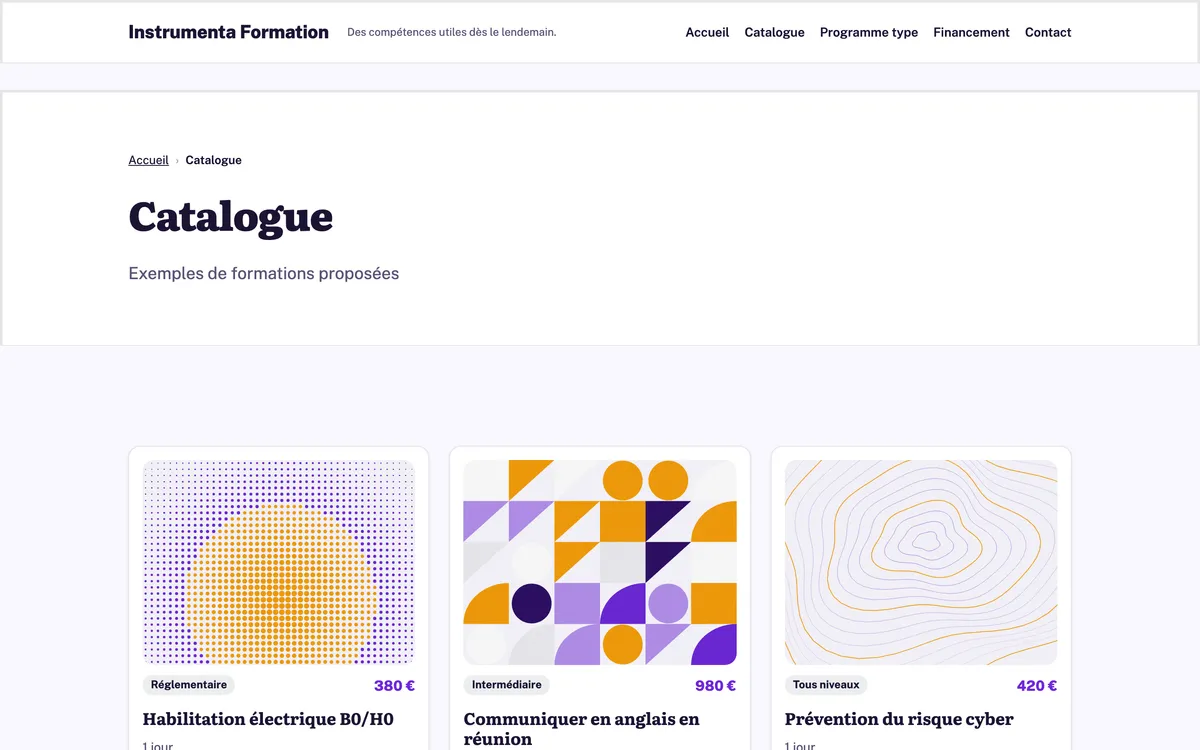 Instrumenta Formation
Des compétences utiles dès le lendemain.
Accueil Catalogue Programme type Financement Contact
Accueil › Catalogue
Catalogue
Exemples de formations proposées
Réglementaire 380 €
Habilitation électrique B0/H0
1 jour
Intermédiaire 980 €
Communiquer en anglais en
réunion
Tous niveaux 420 €
Prévention du risque cyber
1 jour